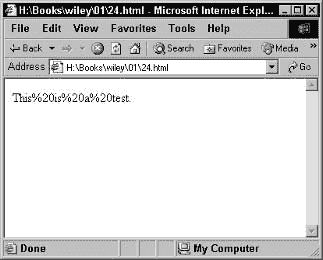 H:\Books\wiley\01\24.html - Microsoft Internet Expl...
File Edit View Favorites Tools Help
Back Search Favorites Media »
Address H:\Books\wiley\01\24.html Go
This%20is%20a%20test.
Done My Computer